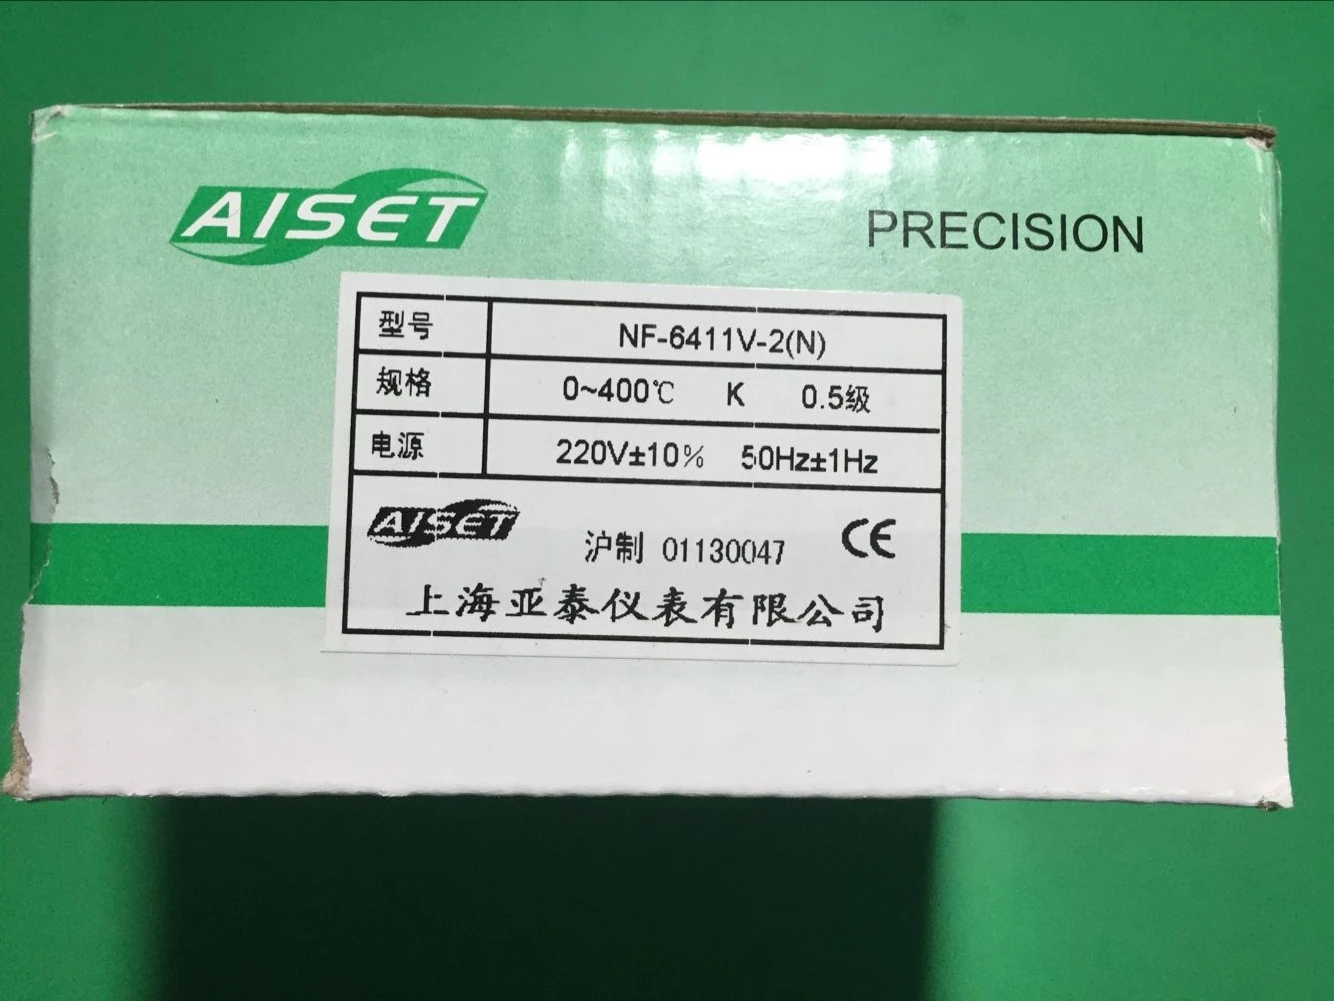 AISET
PRECISION
型号 NF-6411V-2(N)
规格 0~400℃ K 0.5级
电源 220V±10% 50Hz±1Hz
AISET 沪制 01130047 CE
上海亚泰仪表有限公司